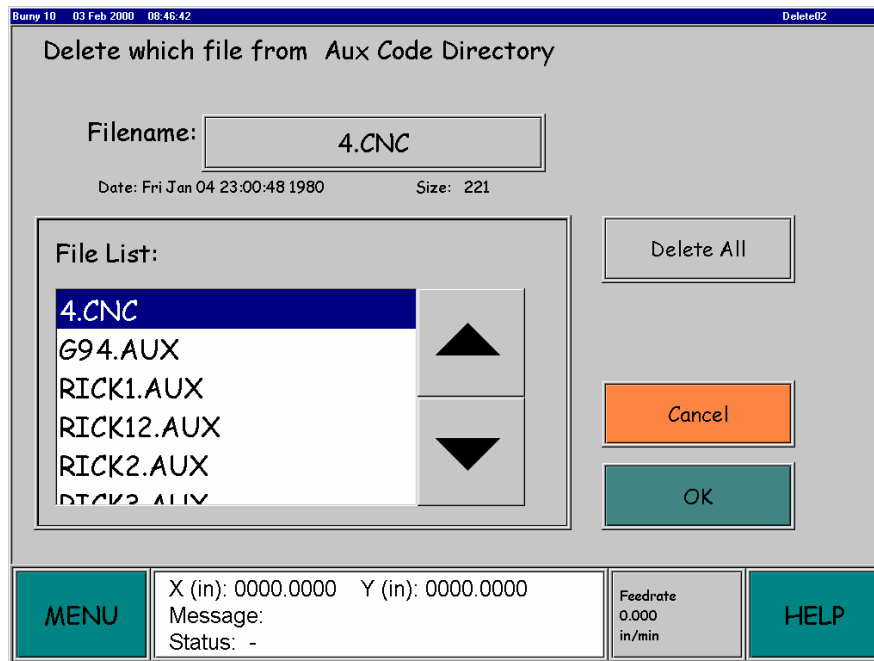 Burny 10 03 Feb 2000 08:46:42 Delete02
Delete which file from Aux Code Directory
Filename: 4.CNC
Date: Fri Jan 04 23:00:48 1980 Size: 221
File List:
Delete All
4.CNC
G94.AUX
RICK1.AUX
RICK12.AUX
RICK2.AUX
RICK3.AUX
Cancel
OK
MENU
X (in): 0000.0000 Y (in): 0000.0000
Message:
Status: -
Feedrate
0.000
in/min
HELP